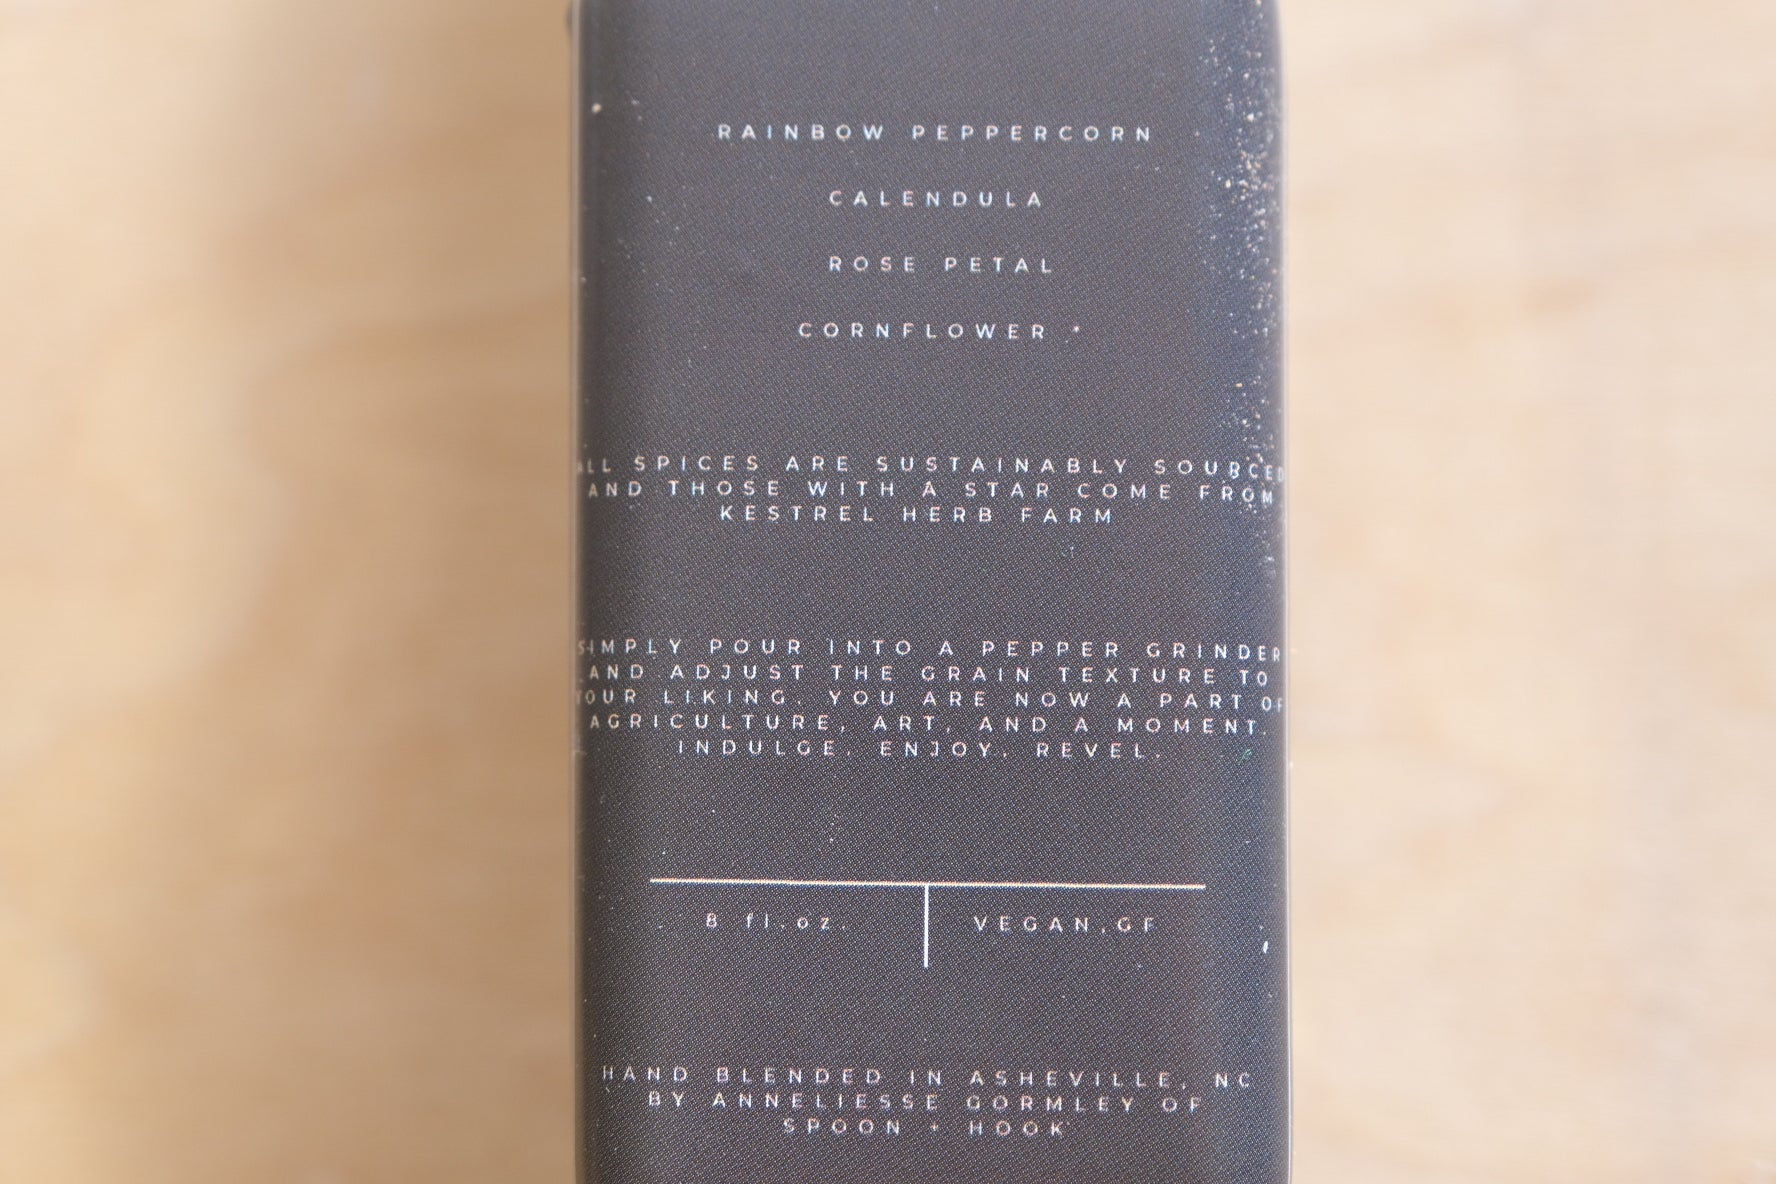 RAINBOW PEPPERCORN
CALENDULA
ROSE PETAL
CORNFLOWER *
ALL SPICES ARE SUSTAINABLY SOURCED
AND THOSE WITH A STAR COME FROM
KESTREL HERB FARM
SIMPLY POUR INTO A PEPPER GRINDER
AND ADJUST THE GRAIN TEXTURE TO
YOUR LIKING. YOU ARE NOW A PART OF
AGRICULTURE, ART, AND A MOMENT.
INDULGE. ENJOY. REVEL.
8 fl.oz.
VEGAN,GF
HAND BLENDED IN ASHEVILLE, NC
BY ANNELIESSE GORMLEY OF
SPOON + HOOK